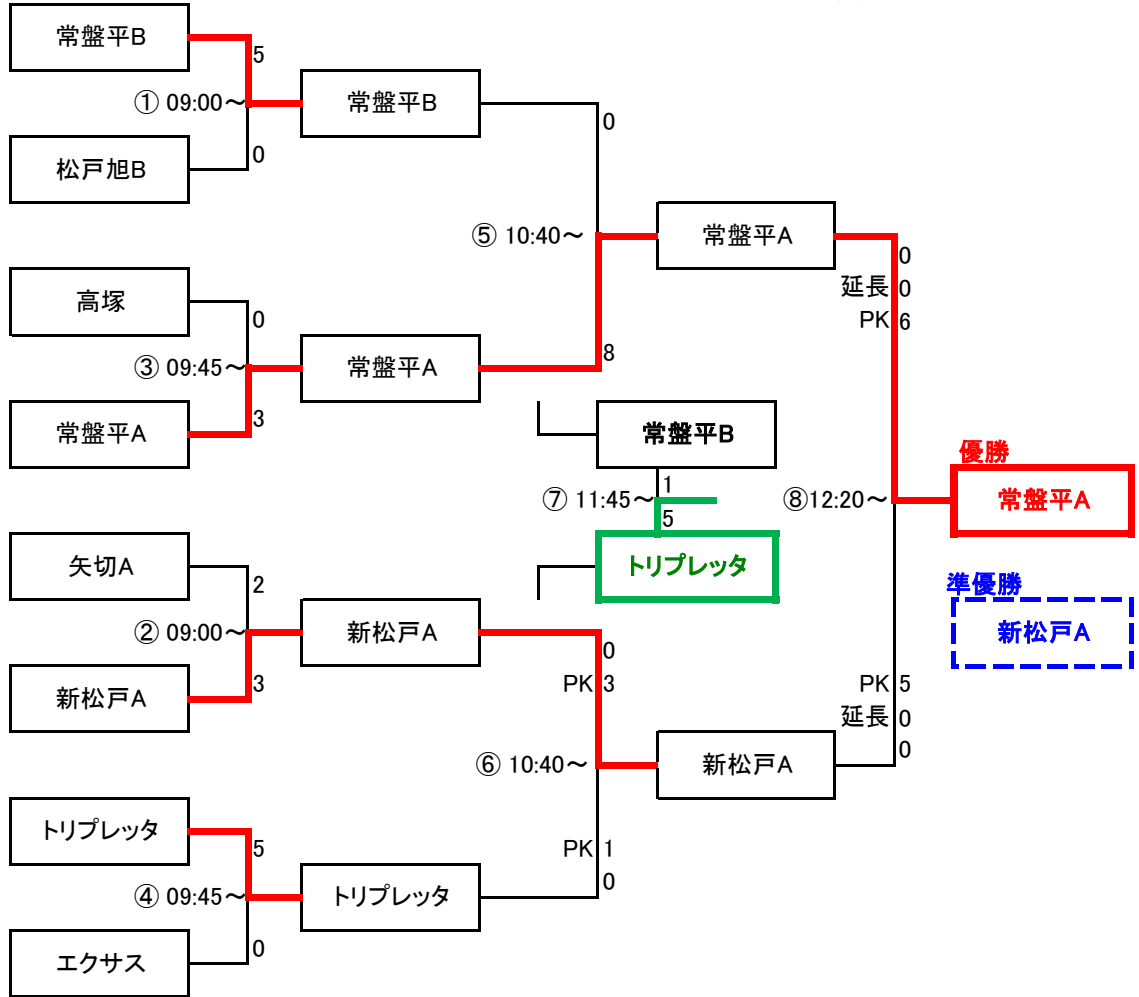 常盤平B
5
① 09:00～
常盤平B
0
0
松戸旭B
⑤ 10:40～
常盤平A
0
延長 0
PK 6
高塚
0
③ 09:45～
常盤平A
8
3
常盤平A
常盤平B
優勝
1
⑦ 11:45～
5
⑧12:20～
常盤平A
トリプレッタ
矢切A
2
準優勝
② 09:00～
新松戸A
新松戸A
0
PK 3
3
新松戸A
PK 5
延長 0
0
⑥ 10:40～
新松戸A
トリプレッタ
5
PK 1
0
④ 09:45～
トリプレッタ
0
エクサス